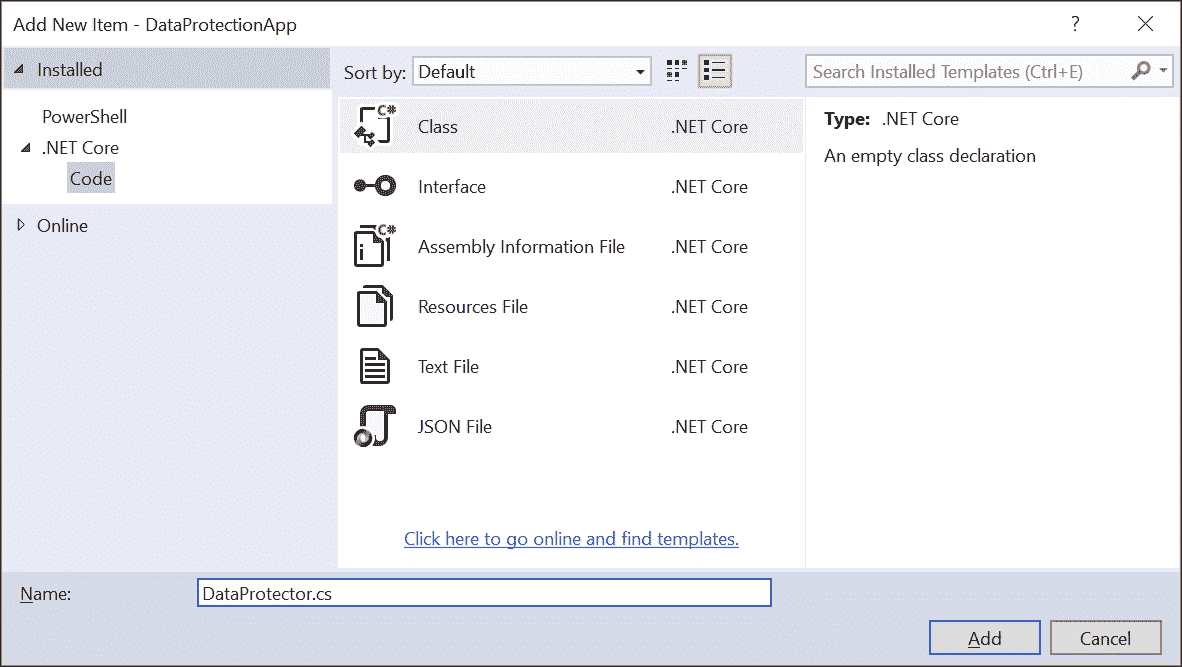 Add New Item - DataProtectionApp
?
Installed
PowerShell
.NET Core
Code
Online
Sort by: Default
Search Installed Templates (Ctrl+E)
C#
Class .NET Core
Interface .NET Core
C#
Assembly Information File .NET Core
Resources File .NET Core
Text File .NET Core
JSON File .NET Core
Click here to go online and find templates.
Type: .NET Core
An empty class declaration
Name: DataProtector.cs
Add Cancel